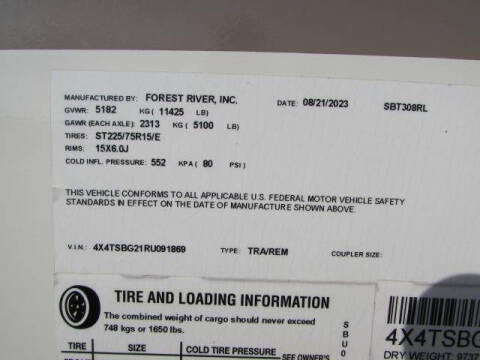 MANUFACTURED BY: FOREST RIVER, INC. DATE: 08/21/2023 SBT308RL
GVWR: 5182 KG ( 11425 LB)
GAWR (EACH AXLE): 2313 KG ( 5100 LB)
TIRES: ST225/75R15/E
RIMS: 15X6.0J
COLD INFL. PRESSURE: 552 KPA ( 80 PSI )
THIS VEHICLE CONFORMS TO ALL APPLICABLE U.S. FEDERAL MOTOR VEHICLE SAFETY
STANDARDS IN EFFECT ON THE DATE OF MANUFACTURE SHOWN ABOVE.
V.I.N.: 4X4TSBG21RU091869 TYPE: TRA/REM COUPLER SIZE:
TIRE AND LOADING INFORMATION
The combined weight of cargo should never exceed
748 kgs or 1650 lbs.
TIRE SIZE COLD TIRE PRESSURE SEE OWNER'S
SBU0
4X4TSBG
DRY WEIGHT: 973